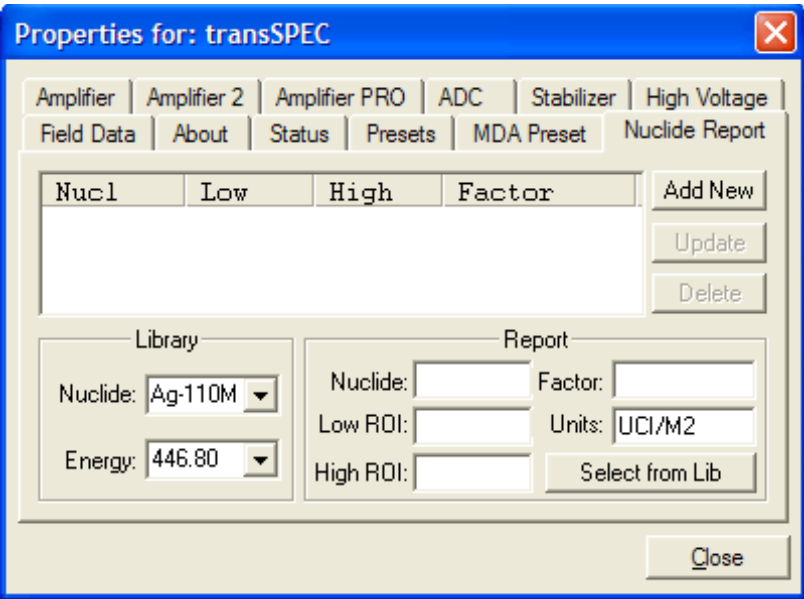 Properties for: transSPEC
Amplifier Amplifier 2 Amplifier PRO ADC Stabilizer High Voltage
Field Data About Status Presets MDA Preset Nuclide Report
Nucl Low High Factor Add New
Update
Delete
Library Report
Nuclide: Ag-110M Nuclide: Factor:
Low ROI: Units: UCI/M2
Energy: 446.80
High ROI: Select from Lib
Close